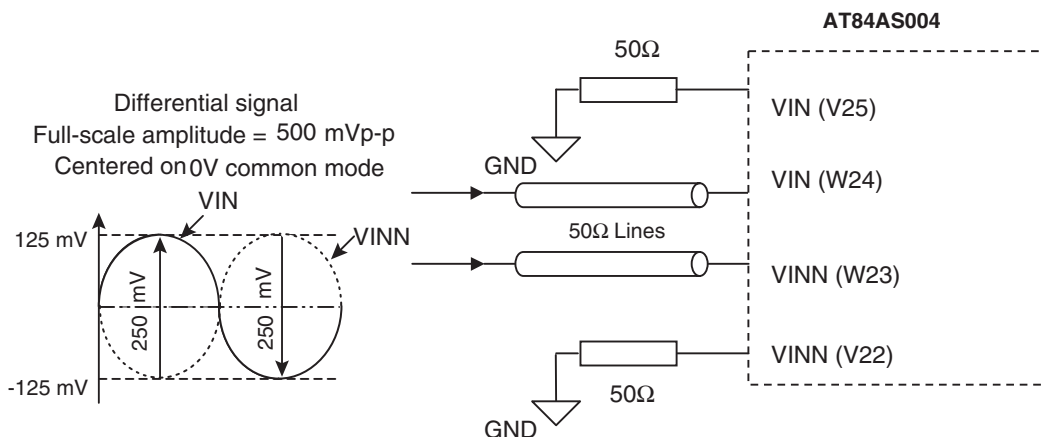 AT84AS004
50Ω
Differential signal
Full-scale amplitude = 500 mVp-p
Centered on 0V common mode
VIN (V25)
GND
VIN (W24)
VIN
125 mV
VINN
250 mV
250 mV
50Ω Lines
VINN (W23)
-125 mV
VINN (V22)
50Ω
GND